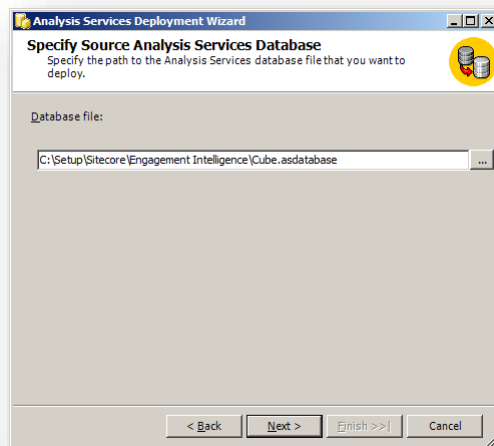 Analysis Services Deployment Wizard
Specify Source Analysis Services Database
Specify the path to the Analysis Services database file that you want to
deploy.
Database file:
C:\Setup\Sitecore\Engagement Intelligence\Cube.asdatabase
...
< Back
Next >
Finish >>|
Cancel